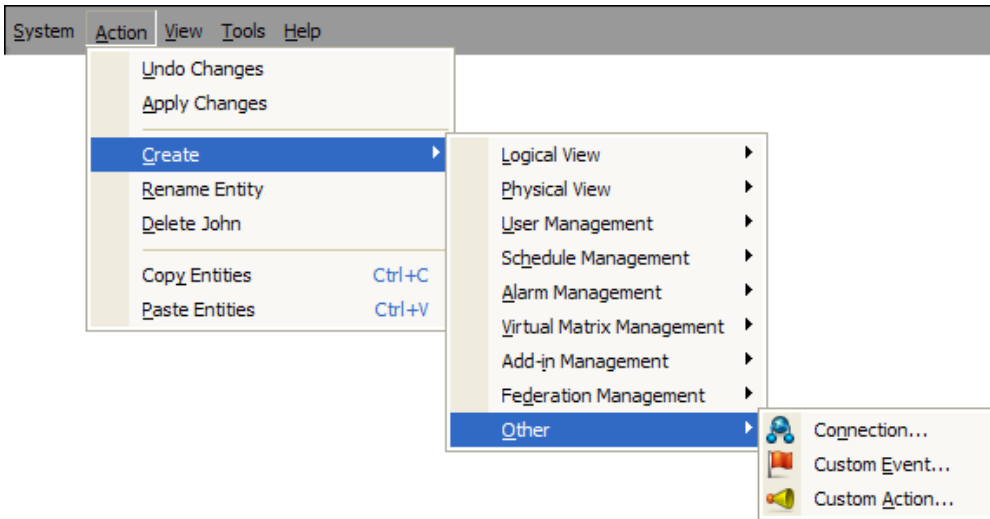 System Action View Tools Help
Undo Changes
Apply Changes
Create
Rename Entity
Delete John
Copy Entities Ctrl+C
Paste Entities Ctrl+V
Logical View
Physical View
User Management
Schedule Management
Alarm Management
Virtual Matrix Management
Add-in Management
Federation Management
Other
Connection...
Custom Event...
Custom Action...